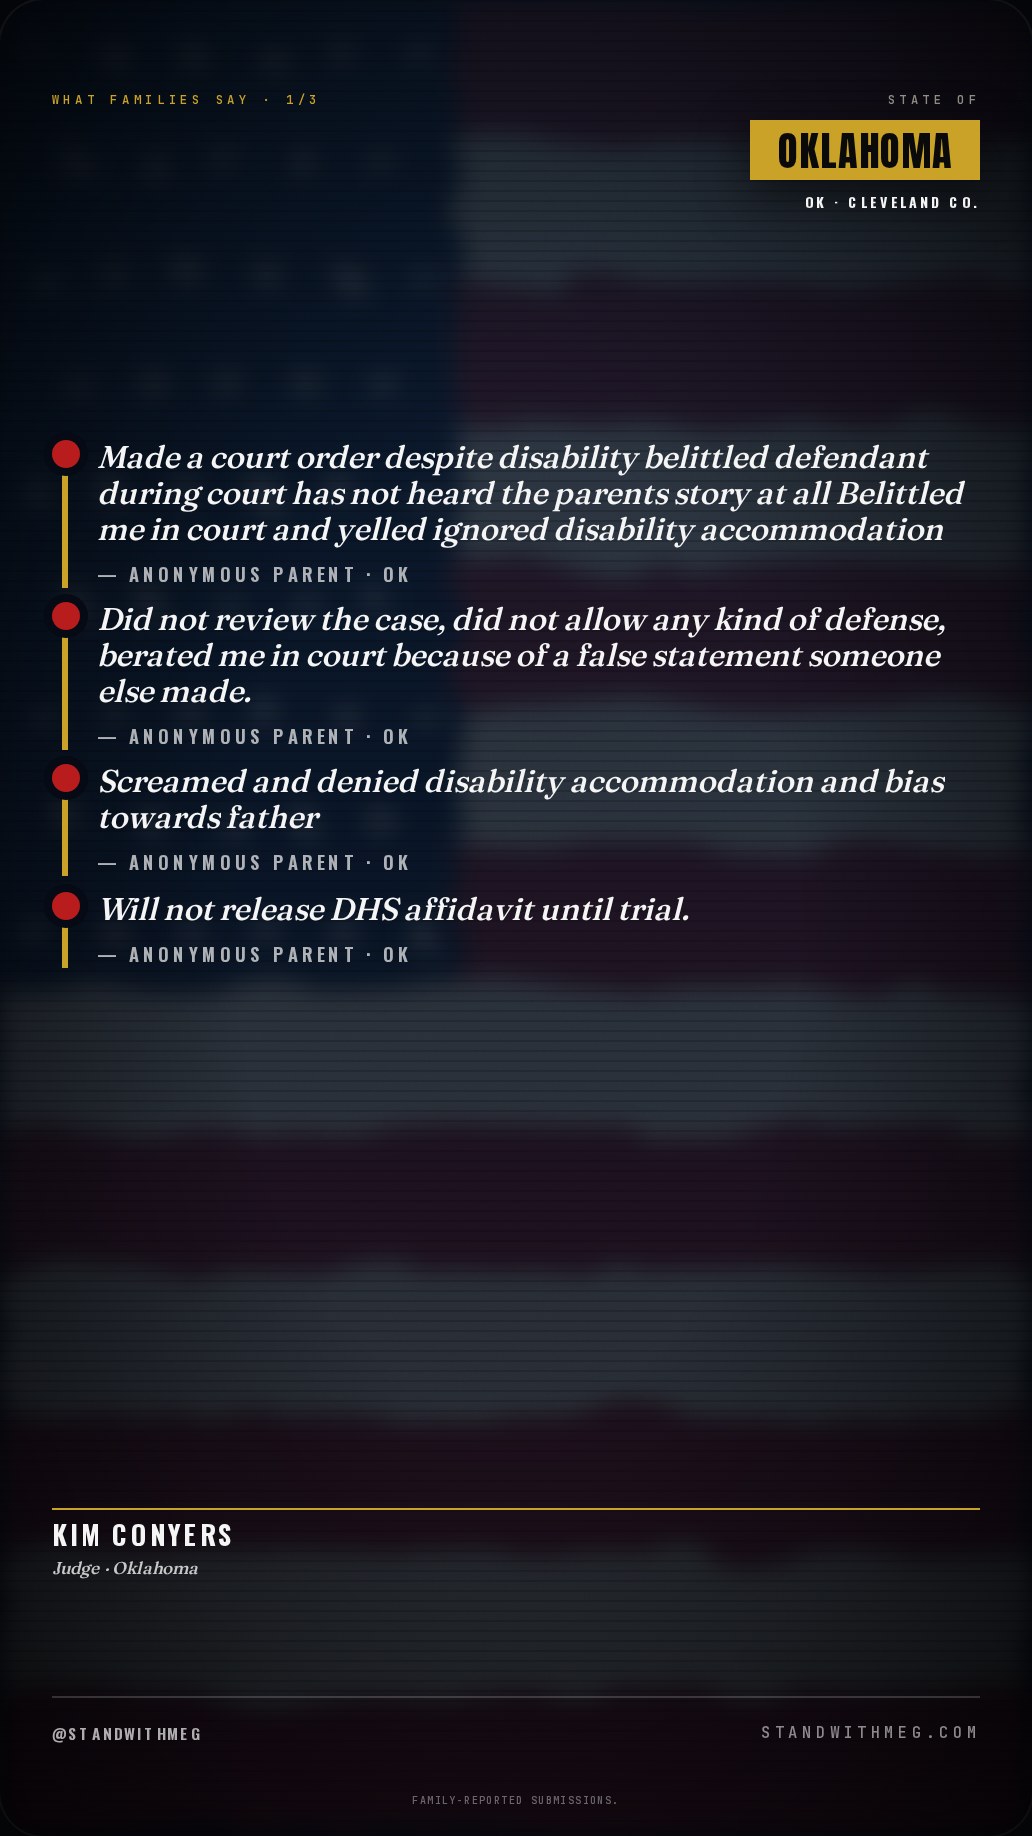 WHAT FAMILIES SAY · 1/3
STATE OF
OKLAHOMA
OK · CLEVELAND CO.
Made a court order despite disability belittled defendant
during court has not heard the parents story at all Belittled
me in court and yelled ignored disability accommodation
— ANONYMOUS PARENT · OK
Did not review the case, did not allow any kind of defense,
berated me in court because of a false statement someone
else made.
— ANONYMOUS PARENT · OK
Screamed and denied disability accommodation and bias
towards father
— ANONYMOUS PARENT · OK
Will not release DHS affidavit until trial.
— ANONYMOUS PARENT · OK
KIM CONYERS
Judge · Oklahoma
@STANDWITHMEG
STANDWITHMEG.COM
FAMILY-REPORTED SUBMISSIONS.